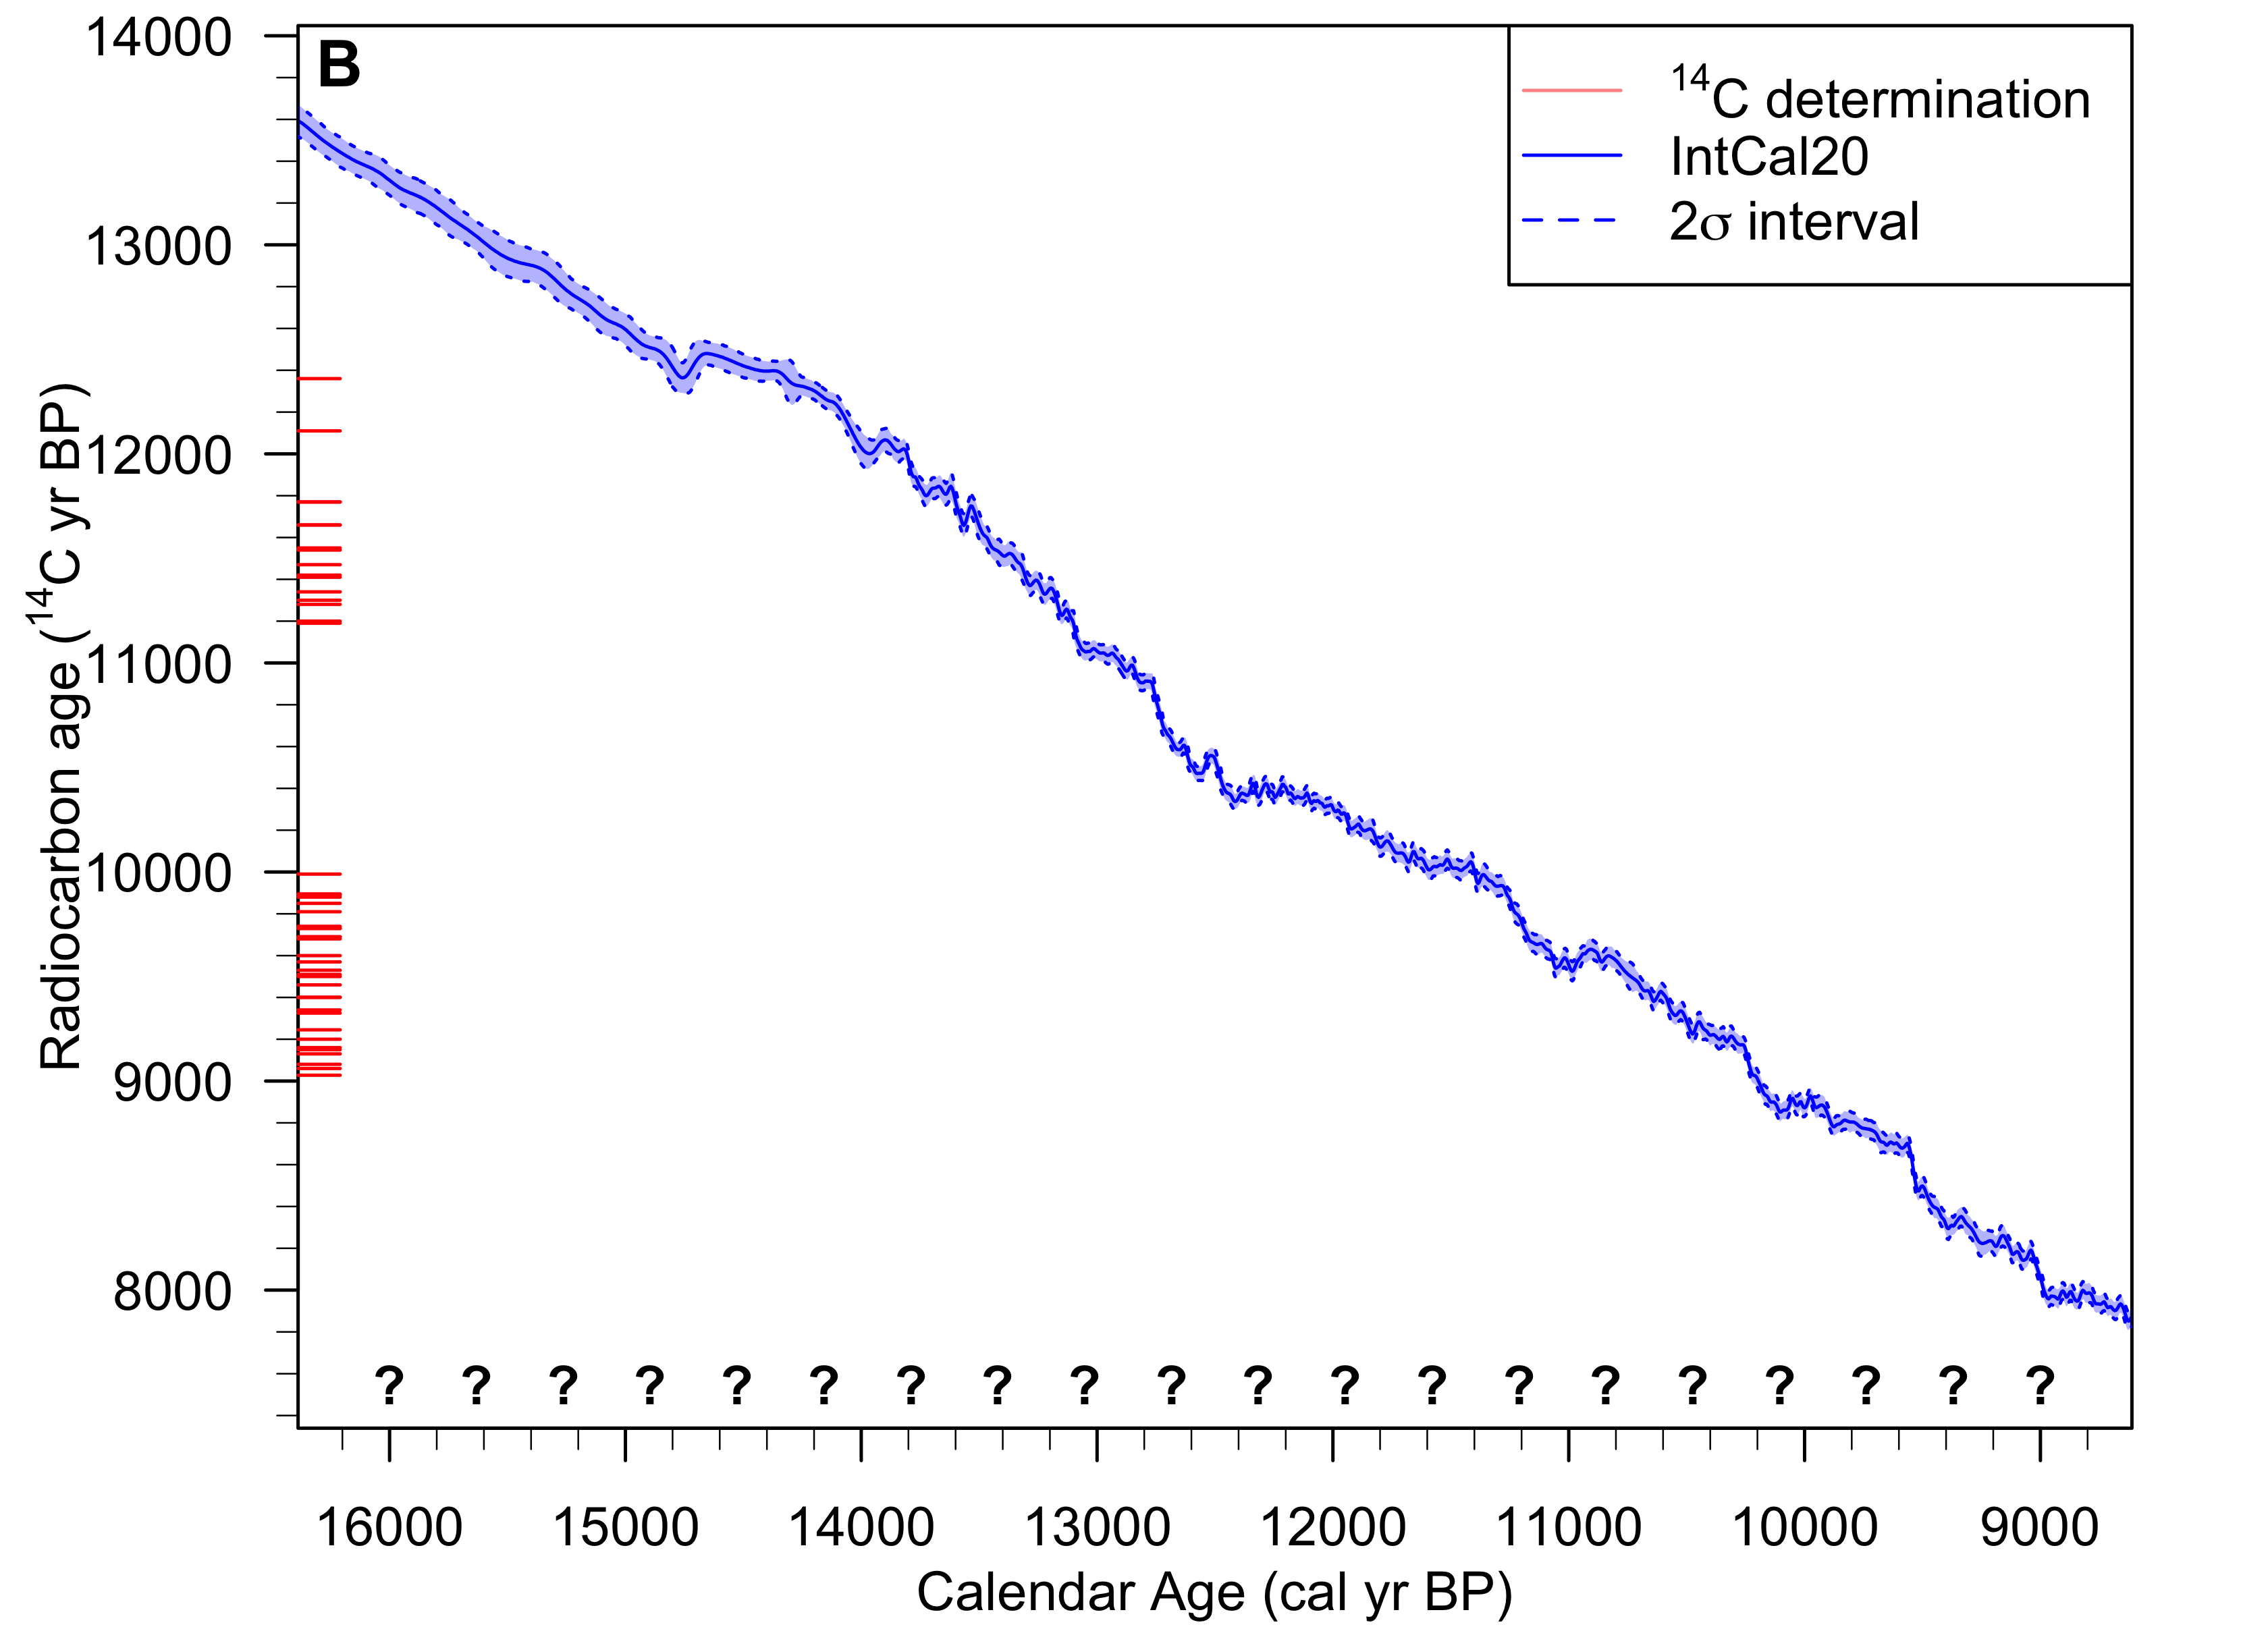 B
¹⁴C determination
IntCal20
2σ interval
Radiocarbon age (¹⁴C yr BP)
14000
13000
12000
11000
10000
9000
8000
? ? ? ? ? ? ? ? ? ? ? ? ? ? ? ? ? ? ? ?
16000 15000 14000 13000 12000 11000 10000 9000
Calendar Age (cal yr BP)